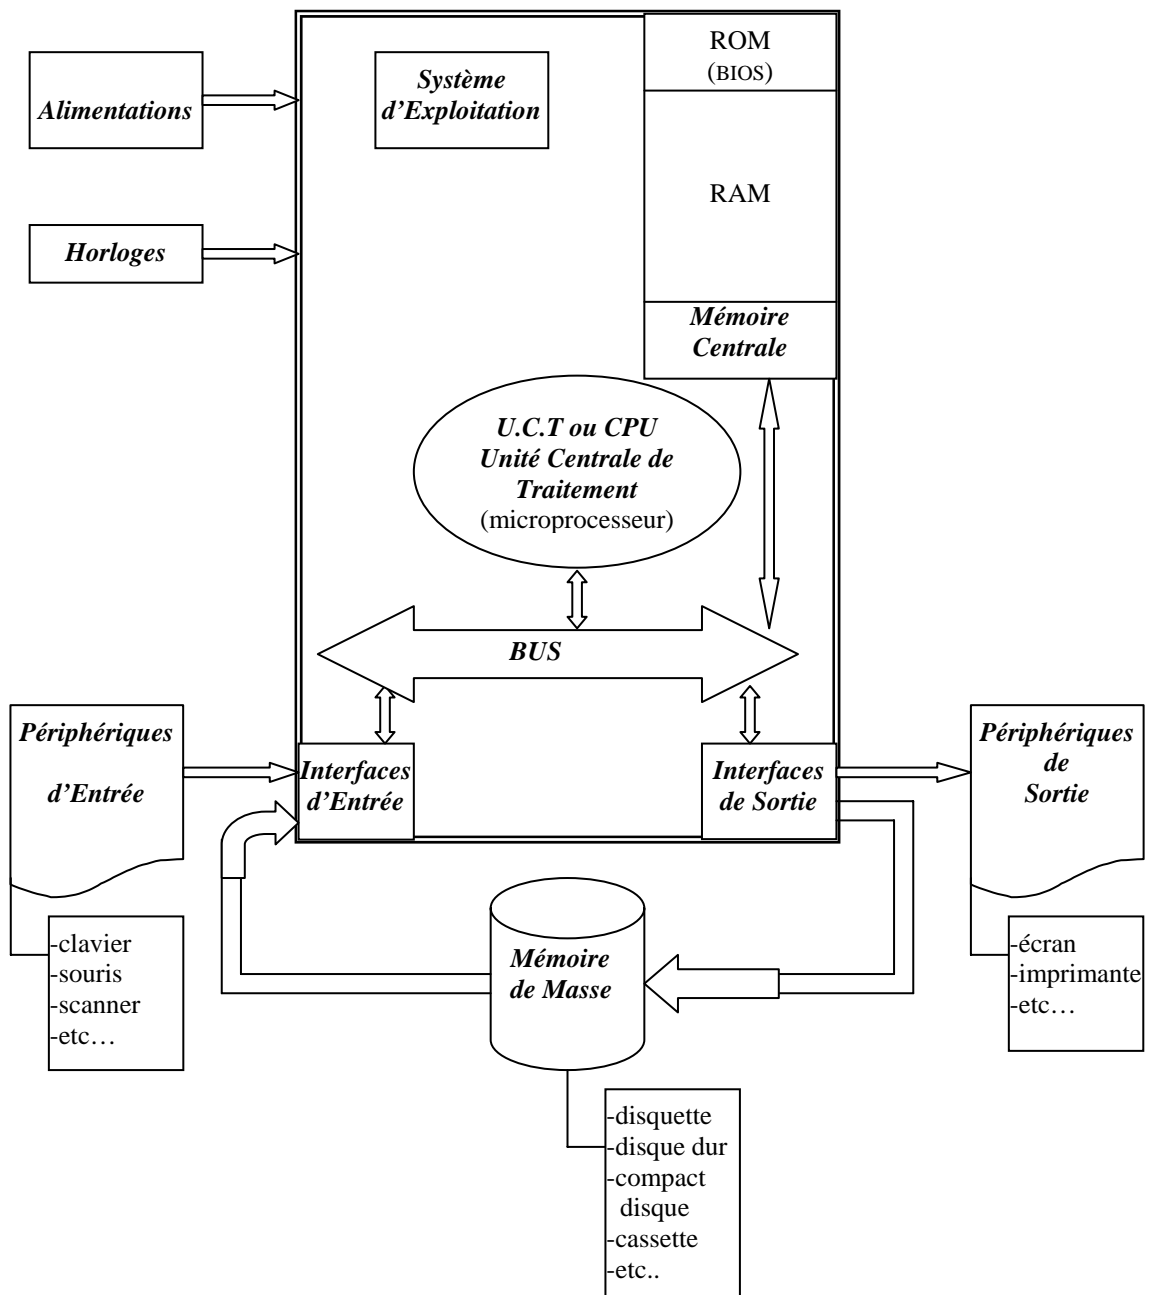 ROM
(BIOS)
Alimentations
Système
d'Exploitation
RAM
Horloges
Mémoire
Centrale
U.C.T ou CPU
Unité Centrale de
Traitement
(microprocesseur)
BUS
Périphériques
d'Entrée
Interfaces
d'Entrée
Interfaces
de Sortie
Périphériques
de
Sortie
-clavier
-souris
-scanner
-etc…
Mémoire
de Masse
-écran
-imprimante
-etc…
-disquette
-disque dur
-compact
disque
-cassette
-etc..